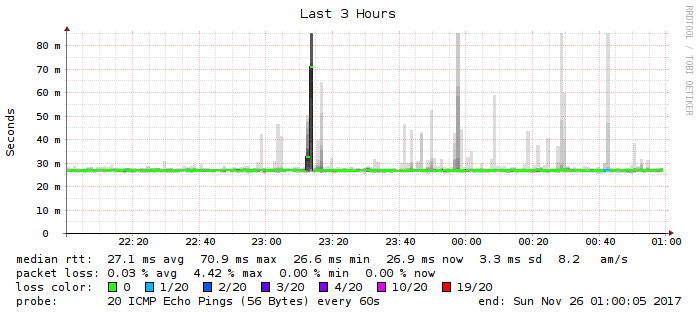 Last 3 Hours
RRDTOOL / TOBI OETIKER
Seconds
80 m
70 m
60 m
50 m
40 m
30 m
20 m
10 m
0
22:20 22:40 23:00 23:20 23:40 00:00 00:20 00:40 01:00
median rtt: 27.1 ms avg 70.9 ms max 26.6 ms min 26.9 ms now 3.3 ms sd 8.2 am/s
packet loss: 0.03 % avg 4.42 % max 0.00 % min 0.00 % now
loss color: 0 1/20 2/20 3/20 4/20 10/20 19/20
probe: 20 ICMP Echo Pings (56 Bytes) every 60s end: Sun Nov 26 01:00:05 2017